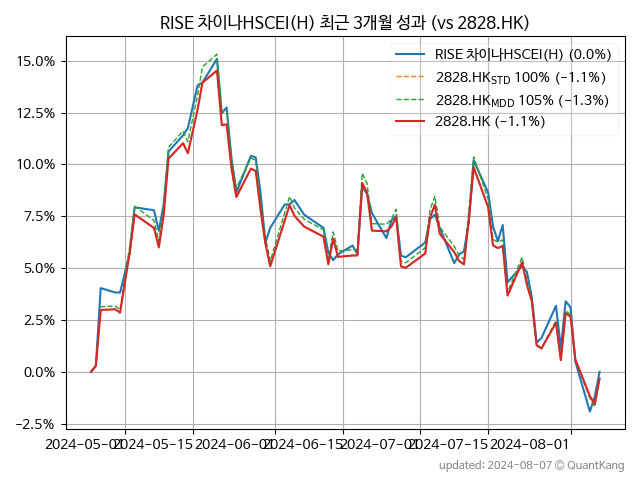 RISE 차이나HSCEI(H) 최근 3개월 성과 (vs 2828.HK)
RISE 차이나HSCEI(H) (0.0%)
2828.HK_STD 100% (−1.1%)
2828.HK_MDD 105% (−1.3%)
2828.HK (−1.1%)
15.0%
12.5%
10.0%
7.5%
5.0%
2.5%
0.0%
−2.5%
2024-05-01 2024-05-15 2024-06-01 2024-06-15 2024-07-01 2024-07-15 2024-08-01
updated: 2024-08-07 © QuantKang